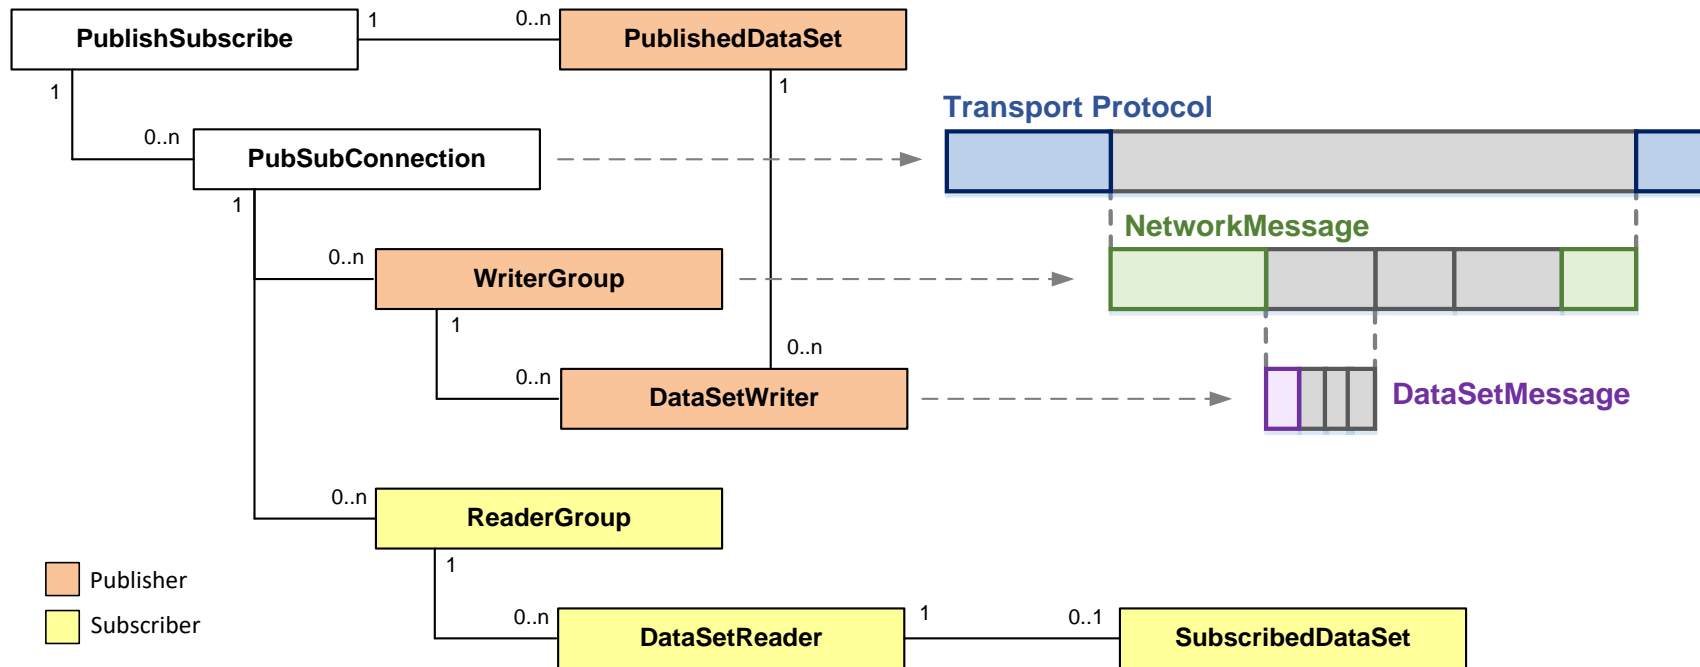 PublishSubscribe
1
0..n
PublishedDataSet
1
1
0..n
PubSubConnection
Transport Protocol
1
NetworkMessage
0..n
WriterGroup
1
0..n
0..n
DataSetWriter
DataSetMessage
0..n
ReaderGroup
1
Publisher
Subscriber
0..n
DataSetReader
1
0..1
SubscribedDataSet